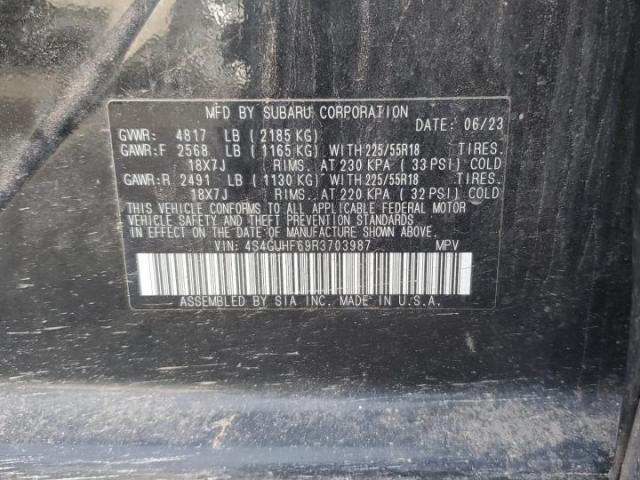 MFD BY SUBARU CORPORATION
DATE: 06/23
GVWR: 4817 LB (2185 KG)
GAWR:F 2568 LB (1165 KG) WITH 225/55R18 TIRES.
18X7J RIMS. AT 230 KPA (33 PSI) COLD
GAWR:R 2491 LB (1130 KG) WITH 225/55R18 TIRES.
18X7J RIMS. AT 220 KPA (32 PSI) COLD
THIS VEHICLE CONFORMS TO ALL APPLICABLE FEDERAL MOTOR
VEHICLE SAFETY AND THEFT PREVENTION STANDARDS
IN EFFECT ON THE DATE OF MANUFACTURE SHOWN ABOVE.
VIN: 4S4GUHF69R3703987 MPV
ASSEMBLED BY SIA INC. MADE IN U.S.A.